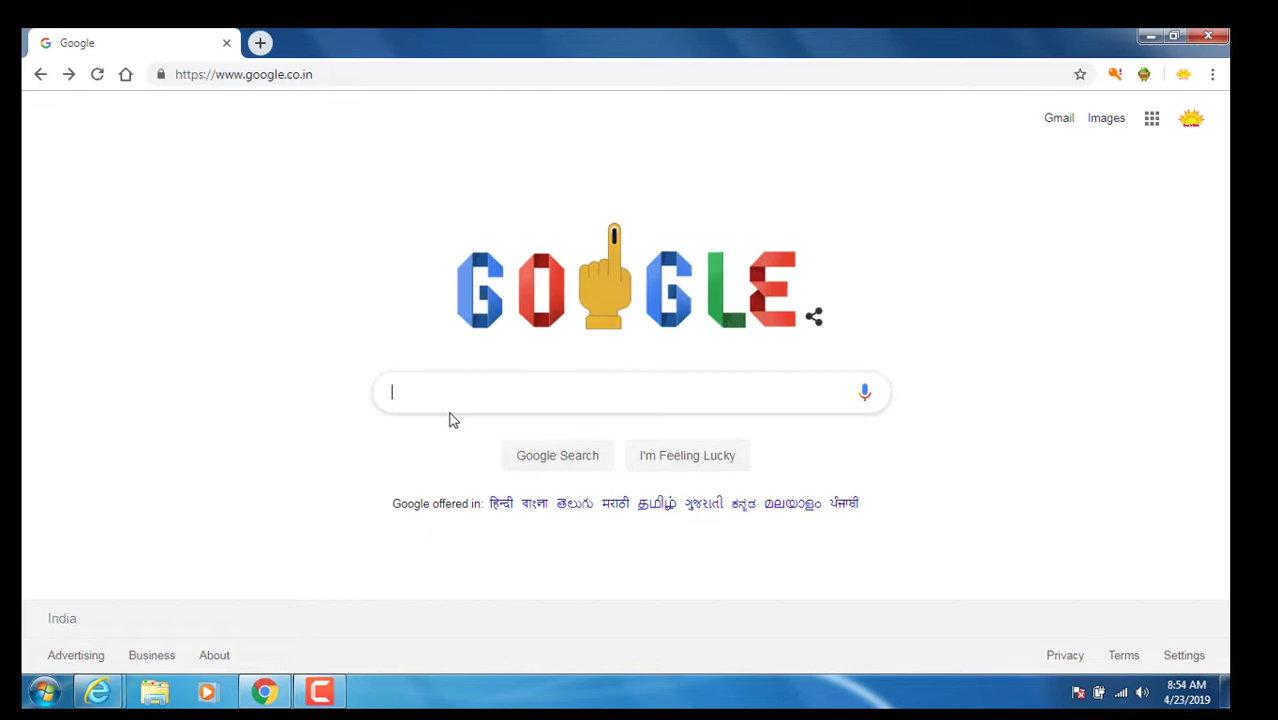 Google
https://www.google.co.in
Gmail Images
GOGLE
Google Search I'm Feeling Lucky
Google offered in: हिन्दी বাংলা తెలుగు मराठी தமிழ் ગુજરાતી ಕನ್ನಡ മലയാളം ਪੰਜਾਬੀ
India
Advertising Business About Privacy Terms Settings
8:54 AM
4/23/2019